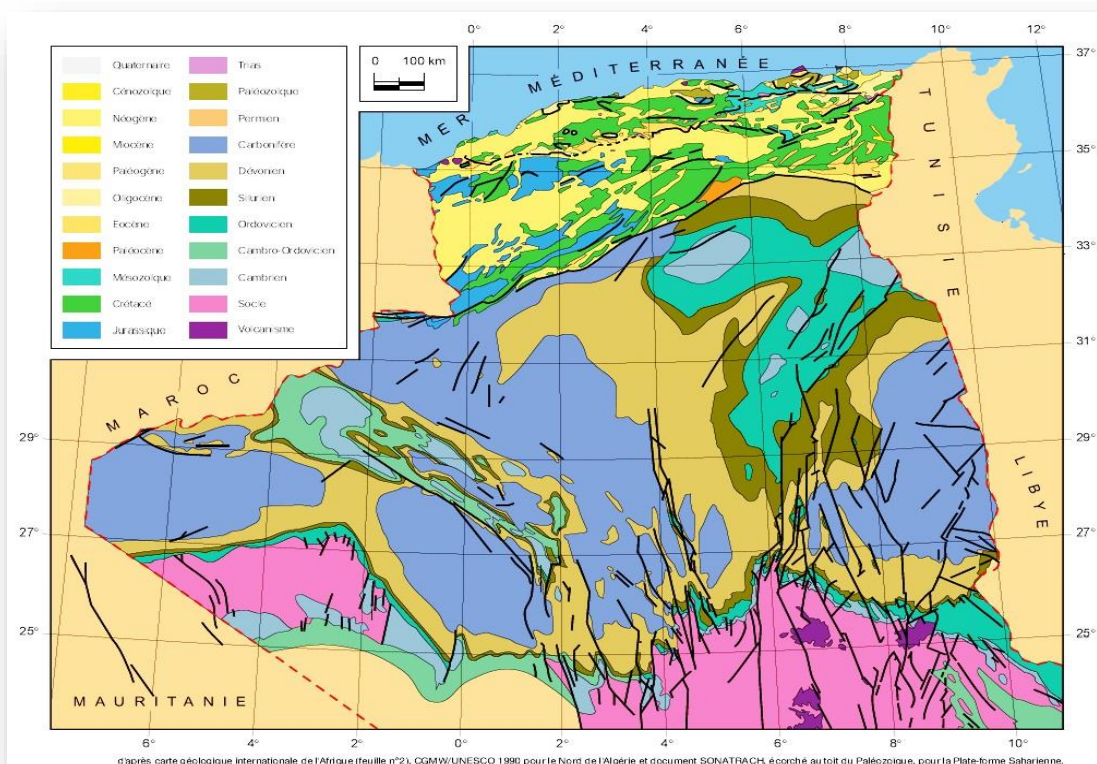 0° 2° 4° 6° 8° 10° 12°
Quaternaire
Cénozoïque
Néogène
Miocène
Paléogène
Oligocène
Eocène
Paléocène
Mésozoïque
Crétacé
Jurassique
Trias
Paléozoïque
Permien
Carbonifère
Dévonien
Silurien
Ordovicien
Cambro-Ordovicien
Cambrien
Socle
Volcanisme
0 100 km
MER MÉDITERRANÉE
TUNISIE
37°
35°
33°
31°
MAROC
29°
29°
LIBYE
27°
27°
25°
25°
MAURITANIE
6° 4° 2° 0° 2° 4° 6° 8° 10°
d'après carte géologique internationale de l'Afrique (feuille n°2), CGMW/UNESCO 1990 pour le Nord de l'Algérie et document SONATRACH, écorché au toit du Paléozoïque, pour la Plate-forme Saharienne.